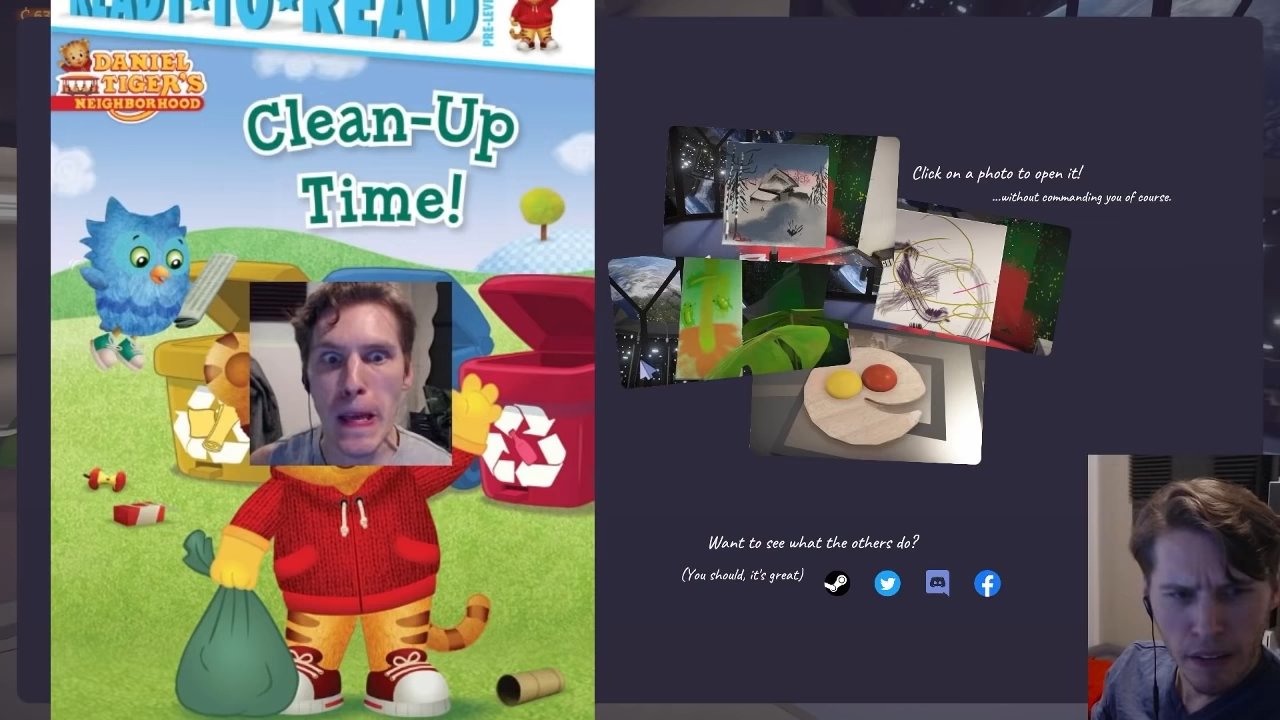 READY·TO·READ
PRE-LEVEL
DANIEL
TIGER'S
NEIGHBORHOOD
Clean-Up
Time!
Click on a photo to open it!
...without commanding you of course.
Want to see what the others do?
(You should, it's great)